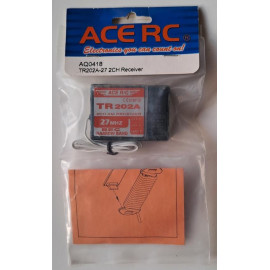 ACE RC®
Electronics you can count on!
AQ0418
TR202A-27 2CH Receiver
ACE RC
TR 202A
27 MHz